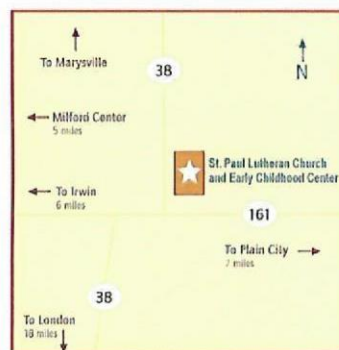 To Marysville
38
N
Milford Center
5 miles
St. Paul Lutheran Church
and Early Childhood Center
To Irwin
6 miles
161
To Plain City
7 miles
38
To London
18 miles